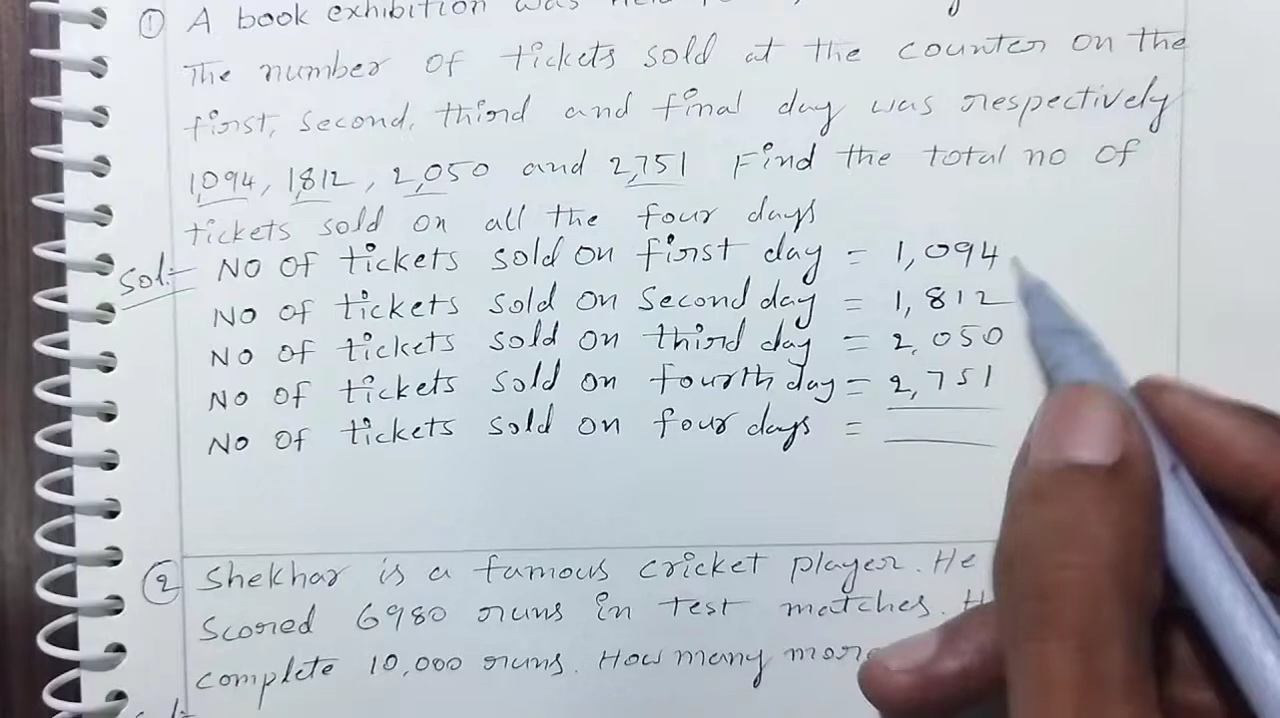 ① A book exhibition was
The number of tickets sold at the counter on the
first, second, third and final day was respectively
1,094, 1,812, 2,050 and 2,751 Find the total no of
tickets sold on all the four days
Sol:- NO Of tickets sold on first day = 1,094
NO Of tickets sold on second day = 1,812
NO Of tickets sold on third day = 2,050
NO Of tickets sold on fourth day = 2,751
NO Of tickets sold on four days =
② Shekhar is a famous cricket player. He
Scored 6980 runs in test matches.
complete 10,000 runs. How many more